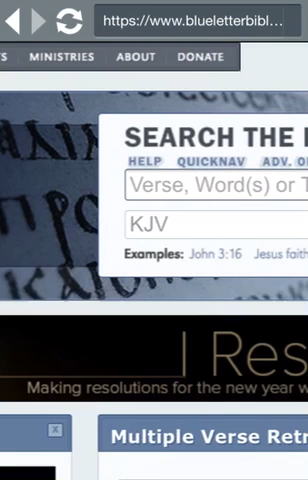 https://www.blueletterbibl...
MINISTRIES ABOUT DONATE
SEARCH THE
HELP QUICKNAV ADV.
Verse, Word(s) or T
KJV
Examples: John 3:16 Jesus faith
| Res
Making resolutions for the new year w
Multiple Verse Retr